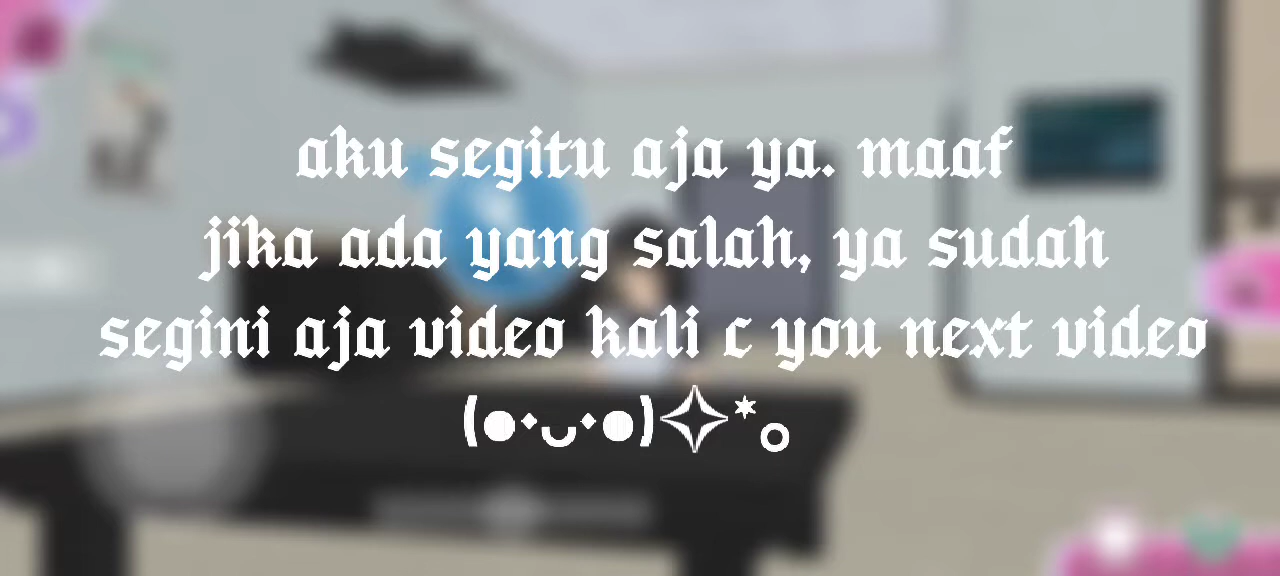 aku segitu aja ya. maaf
jika ada yang salah, ya sudah
segini aja video kali c you next video
(●'◡'●)✧*。